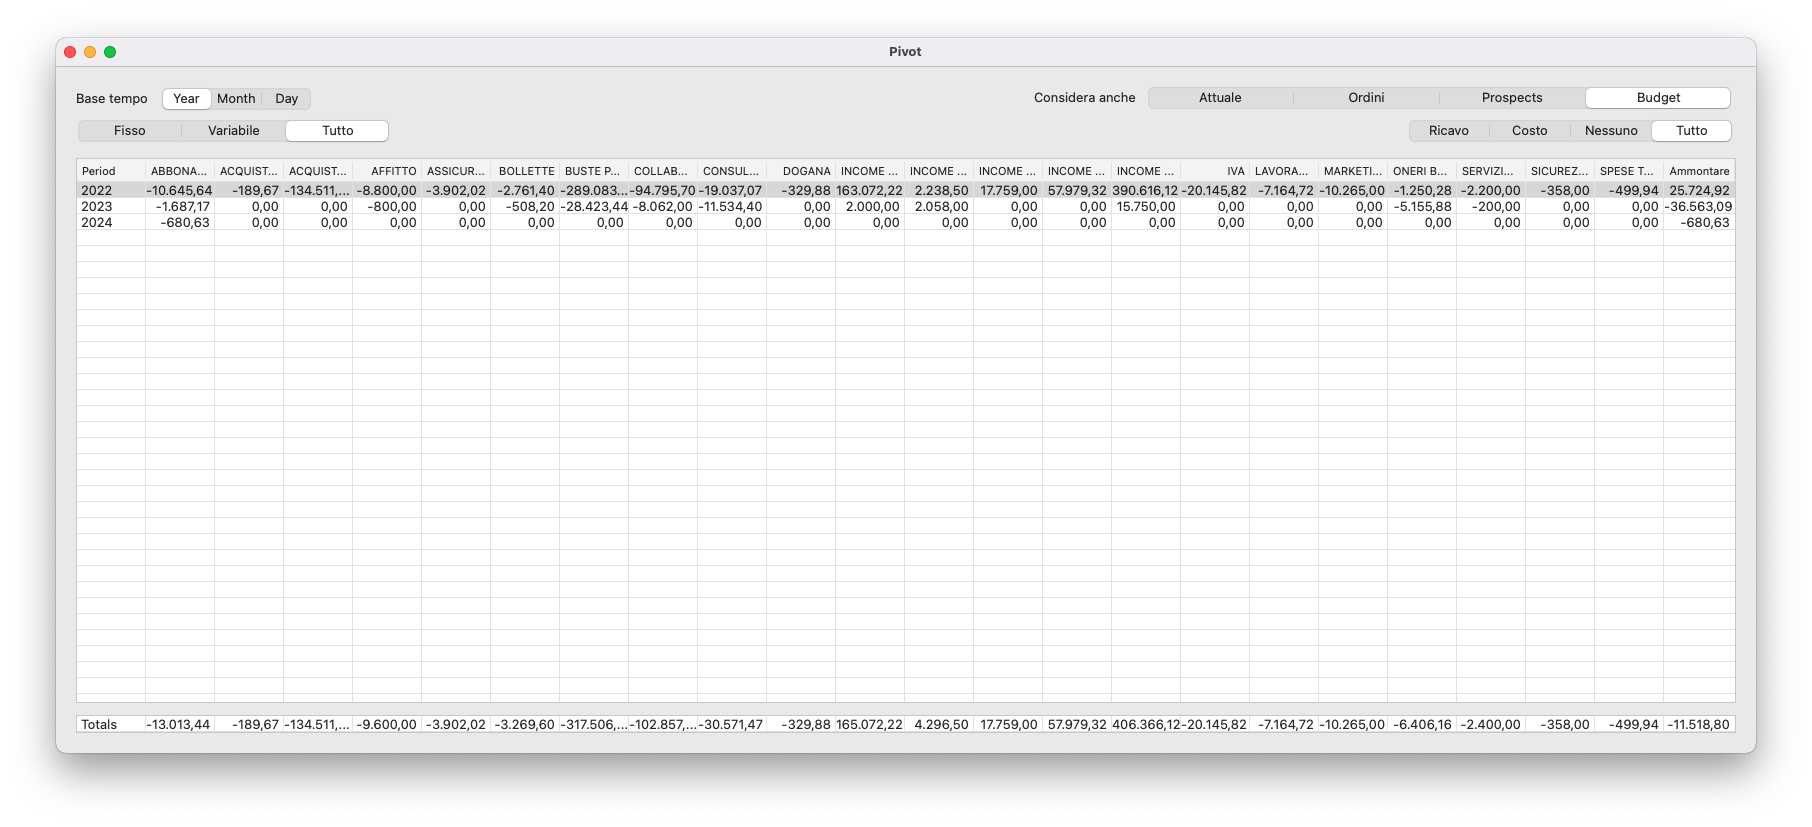 Pivot
Base tempo Year Month Day Considera anche Attuale Ordini Prospects Budget
Fisso Variabile Tutto Ricavo Costo Nessuno Tutto
Period ABBONA... ACQUIST... ACQUIST... AFFITTO ASSICUR... BOLLETTE BUSTE P... COLLAB... CONSUL... DOGANA INCOME ... INCOME ... INCOME ... INCOME ... INCOME ... IVA LAVORA... MARKETI... ONERI B... SERVIZI... SICUREZ... SPESE T... Ammontare
2022 -10.645,64 -189,67 -134.511,... -8.800,00 -3.902,02 -2.761,40 -289.083... -94.795,70 -19.037,07 -329,88 163.072,22 2.238,50 17.759,00 57.979,32 390.616,12 -20.145,82 -7.164,72 -10.265,00 -1.250,28 -2.200,00 -358,00 -499,94 25.724,92
2023 -1.687,17 0,00 0,00 -800,00 0,00 -508,20 -28.423,44 -8.062,00 -11.534,40 0,00 2.000,00 2.058,00 0,00 0,00 15.750,00 0,00 0,00 0,00 -5.155,88 -200,00 0,00 0,00 -36.563,09
2024 -680,63 0,00 0,00 0,00 0,00 0,00 0,00 0,00 0,00 0,00 0,00 0,00 0,00 0,00 0,00 0,00 0,00 0,00 0,00 0,00 0,00 0,00 -680,63
Totals -13.013,44 -189,67 -134.511,... -9.600,00 -3.902,02 -3.269,60 -317.506,... -102.857,... -30.571,47 -329,88 165.072,22 4.296,50 17.759,00 57.979,32 406.366,12 -20.145,82 -7.164,72 -10.265,00 -6.406,16 -2.400,00 -358,00 -499,94 -11.518,80